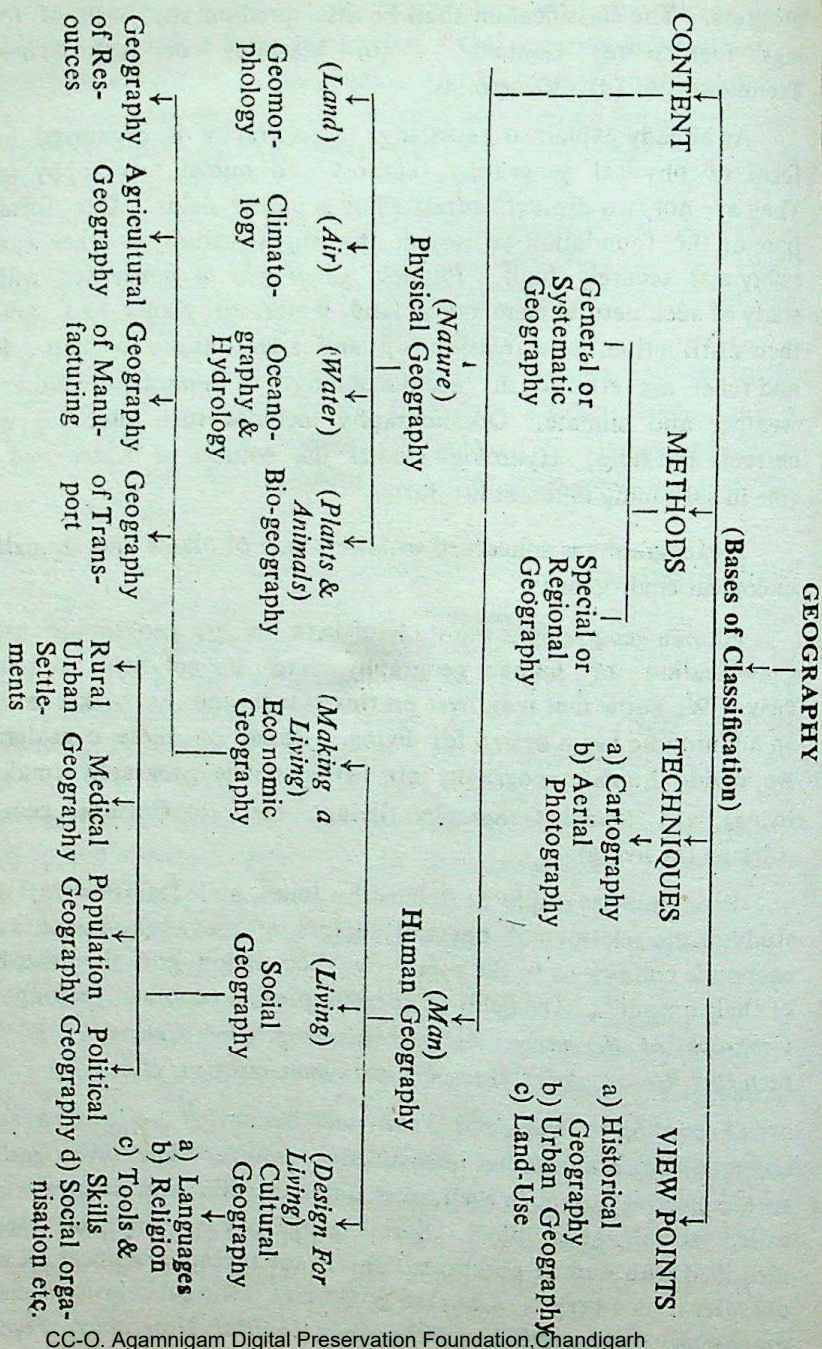 GEOGRAPHY
(Bases of Classification)
CONTENT
METHODS
TECHNIQUES
VIEW POINTS
General or
Systematic
Geography
Special or
Regional
Geography
a) Cartography
b) Aerial
Photography
a) Historical
Geography
b) Urban Geography
c) Land-Use
(Nature)
Physical Geography
(Man)
Human Geography
(Land)
Geomor-
phology
(Air)
Climato-
logy
(Water)
Oceano-
graphy &
Hydrology
(Plants &
Animals)
Bio-geography
(Making a
Living)
Economic
Geography
(Living)
Social
Geography
(Design For
Living)
Cultural
Geography
a) Languages
b) Religion
c) Tools &
Skills
d) Social orga-
nisation etc.
Geography
of Res-
ources
Agricultural
Geography
Geography
of Manu-
facturing
Geography
of Trans-
port
Rural
Urban
Settle-
ments
Medical
Geography
Population
Geography
Political
Geography
CC-O. Agamnigam Digital Preservation Foundation,Chandigarh